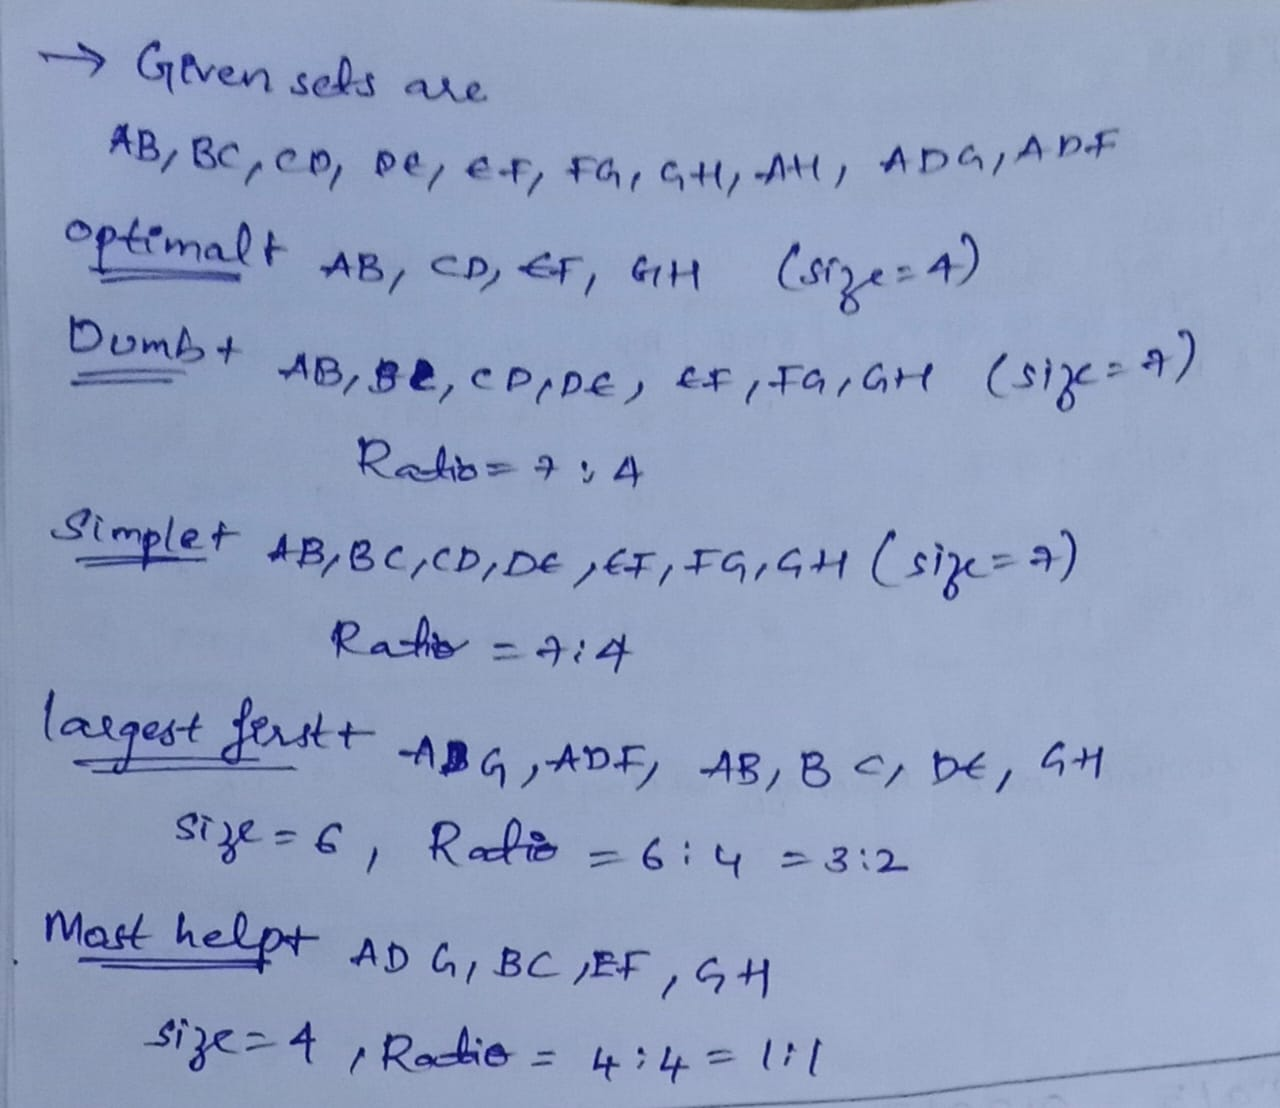 → Given sets are
AB, BC, CD, DE, EF, FG, GH, AH, ADG, ADF
optimal+ AB, CD, EF, GH (size = 4)
Dumb+ AB, BC, CD, DE, EF, FG, GH (size = 7)
Ratio = 7 : 4
Simple+ AB, BC, CD, DE, EF, FG, GH (size = 7)
Ratio = 7:4
largest first+ ADG, ADF, AB, BC, DE, GH
size = 6, Ratio = 6:4 = 3:2
Most help+ ADG, BC, EF, GH
size = 4, Ratio = 4:4 = 1:1